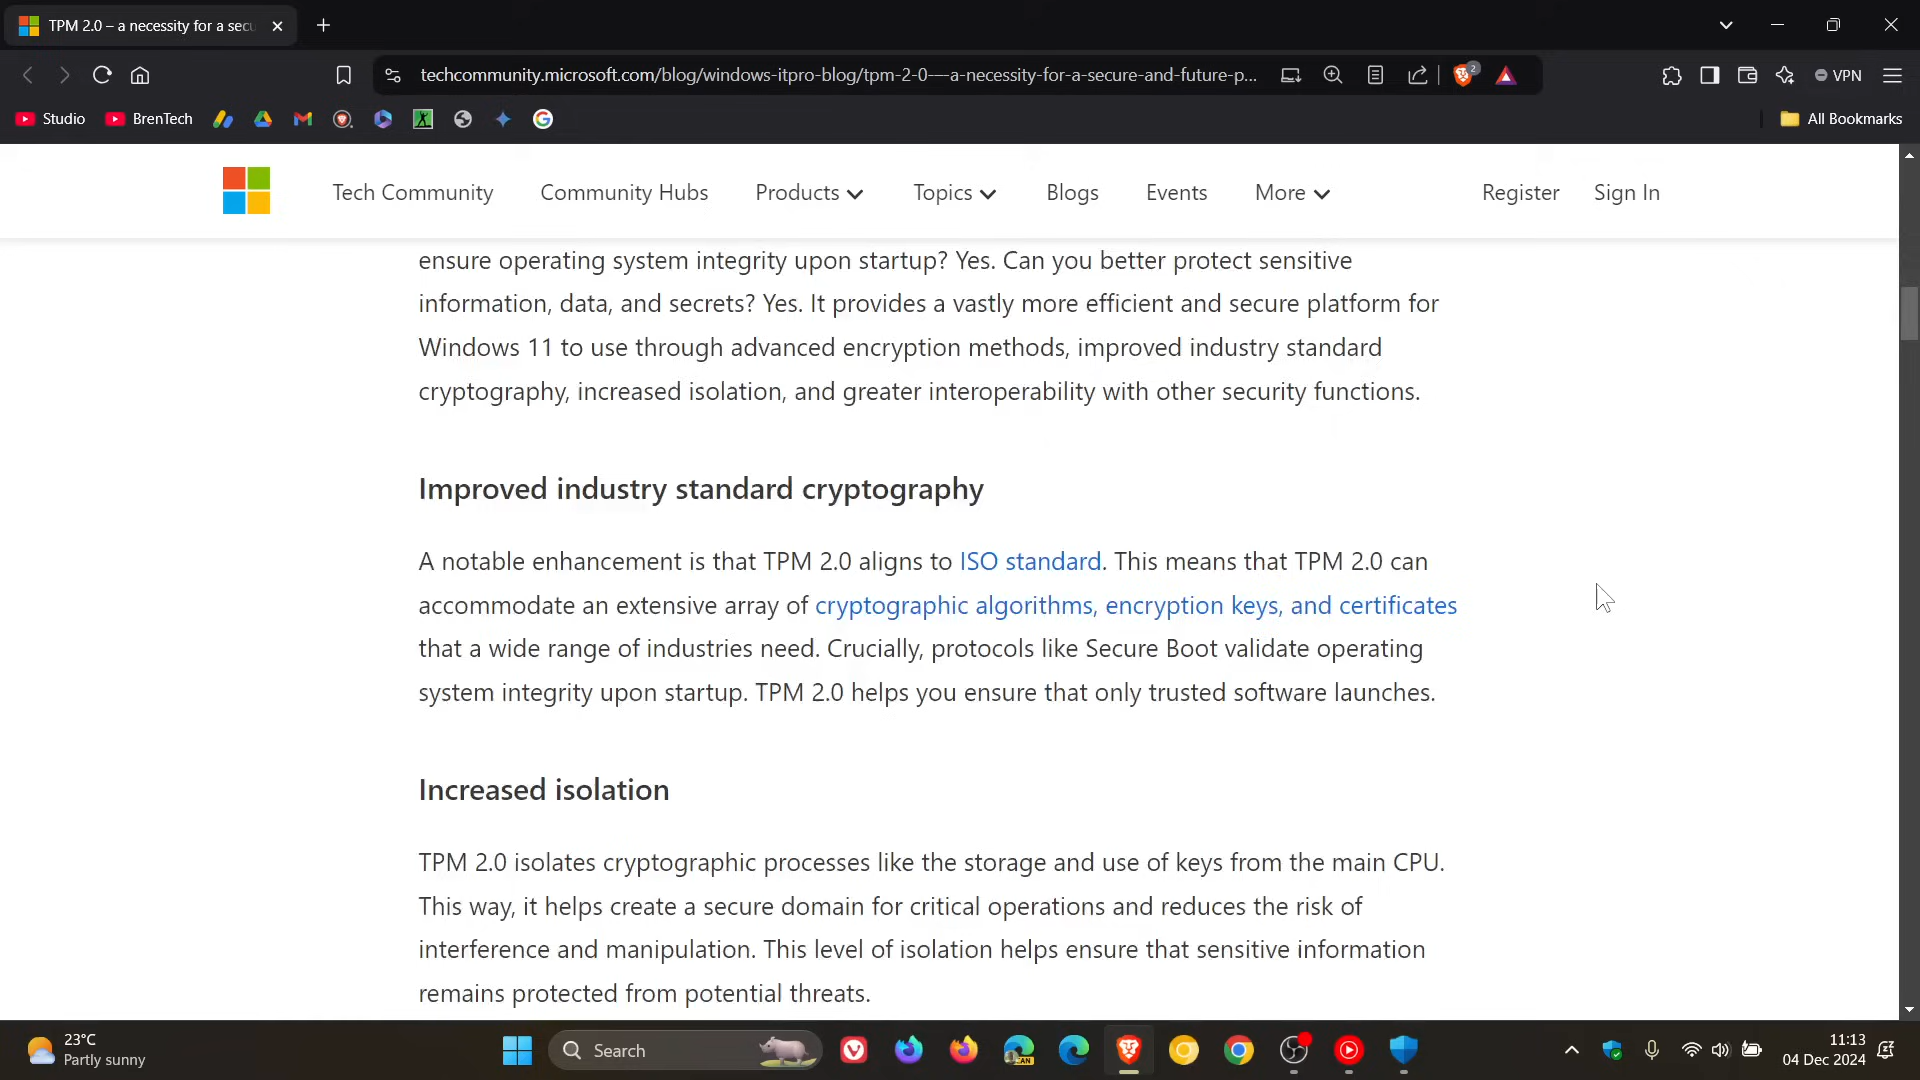 TPM 2.0 – a necessity for a secu
techcommunity.microsoft.com/blog/windows-itpro-blog/tpm-2-0-–-a-necessity-for-a-secure-and-future-p...
2
VPN
Studio
BrenTech
All Bookmarks
Tech Community
Community Hubs
Products
Topics
Blogs
Events
More
Register
Sign In
ensure operating system integrity upon startup? Yes. Can you better protect sensitive
information, data, and secrets? Yes. It provides a vastly more efficient and secure platform for
Windows 11 to use through advanced encryption methods, improved industry standard
cryptography, increased isolation, and greater interoperability with other security functions.
Improved industry standard cryptography
A notable enhancement is that TPM 2.0 aligns to ISO standard. This means that TPM 2.0 can
accommodate an extensive array of cryptographic algorithms, encryption keys, and certificates
that a wide range of industries need. Crucially, protocols like Secure Boot validate operating
system integrity upon startup. TPM 2.0 helps you ensure that only trusted software launches.
Increased isolation
TPM 2.0 isolates cryptographic processes like the storage and use of keys from the main CPU.
This way, it helps create a secure domain for critical operations and reduces the risk of
interference and manipulation. This level of isolation helps ensure that sensitive information
remains protected from potential threats.
23°C
Partly sunny
Search
CAN
11:13
04 Dec 2024